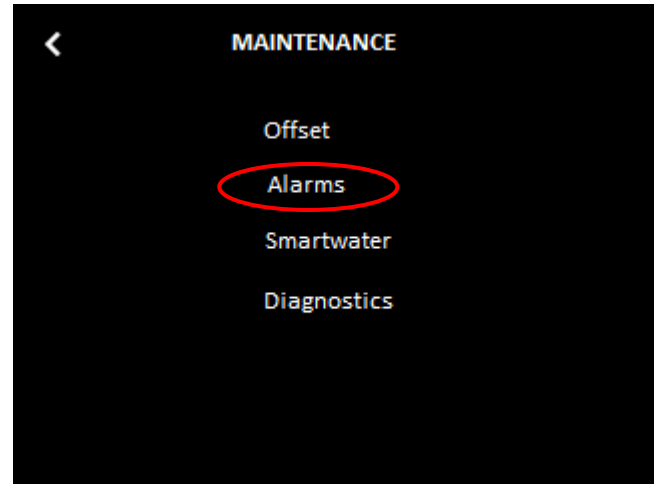 MAINTENANCE
Offset
Alarms
Smartwater
Diagnostics